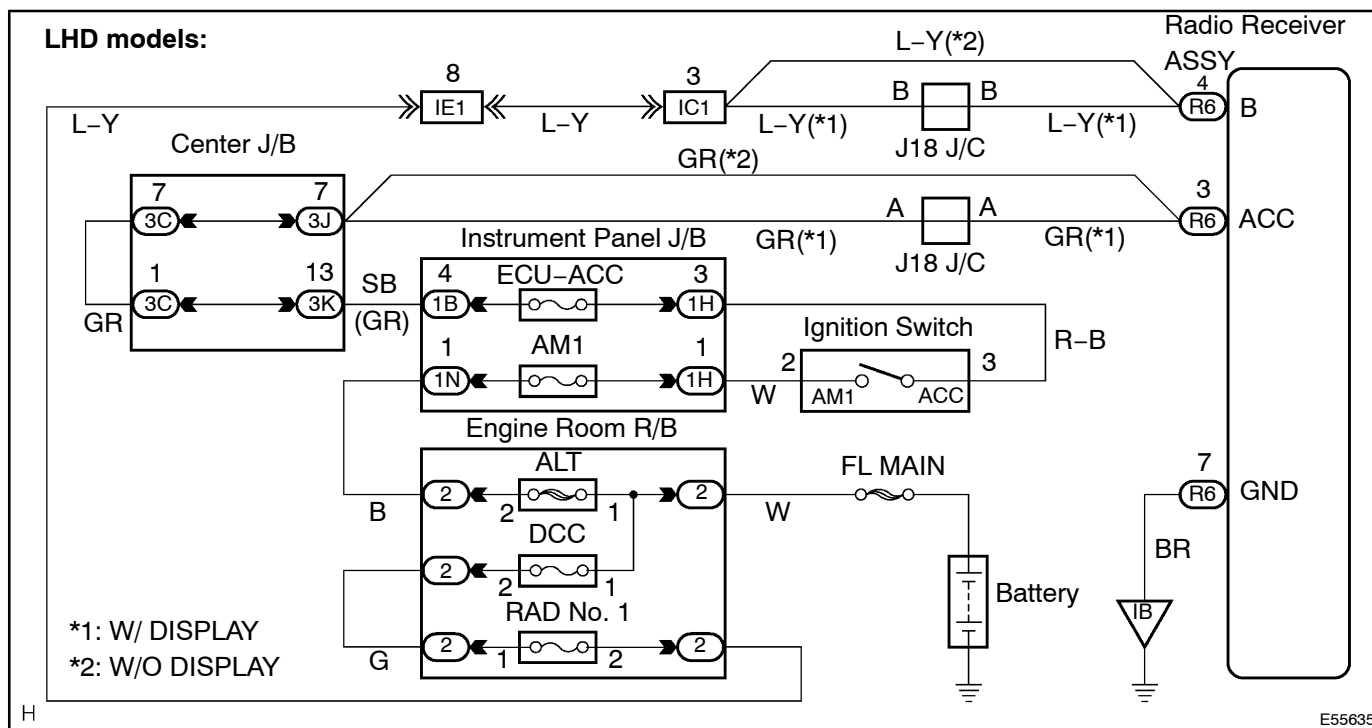 LHD models:
Radio Receiver
ASSY
L−Y(*2)
8
3
4
IE1
IC1
B
B
R6
B
L−Y
L−Y
L−Y(*1)
L−Y(*1)
J18 J/C
Center J/B
GR(*2)
7
7
3
3C
3J
A
A
R6
ACC
GR(*1)
GR(*1)
J18 J/C
Instrument Panel J/B
1
13
SB
4
ECU−ACC
3
3C
3K
1B
1H
GR
(GR)
Ignition Switch
R−B
1
AM1
1
2
3
1N
1H
W
AM1
ACC
Engine Room R/B
ALT
FL MAIN
7
2
2
R6
GND
B
2
1
W
DCC
BR
2
2
1
Battery
IB
RAD No. 1
*1: W/ DISPLAY
2
2
G
1
2
*2: W/O DISPLAY
H
E55635